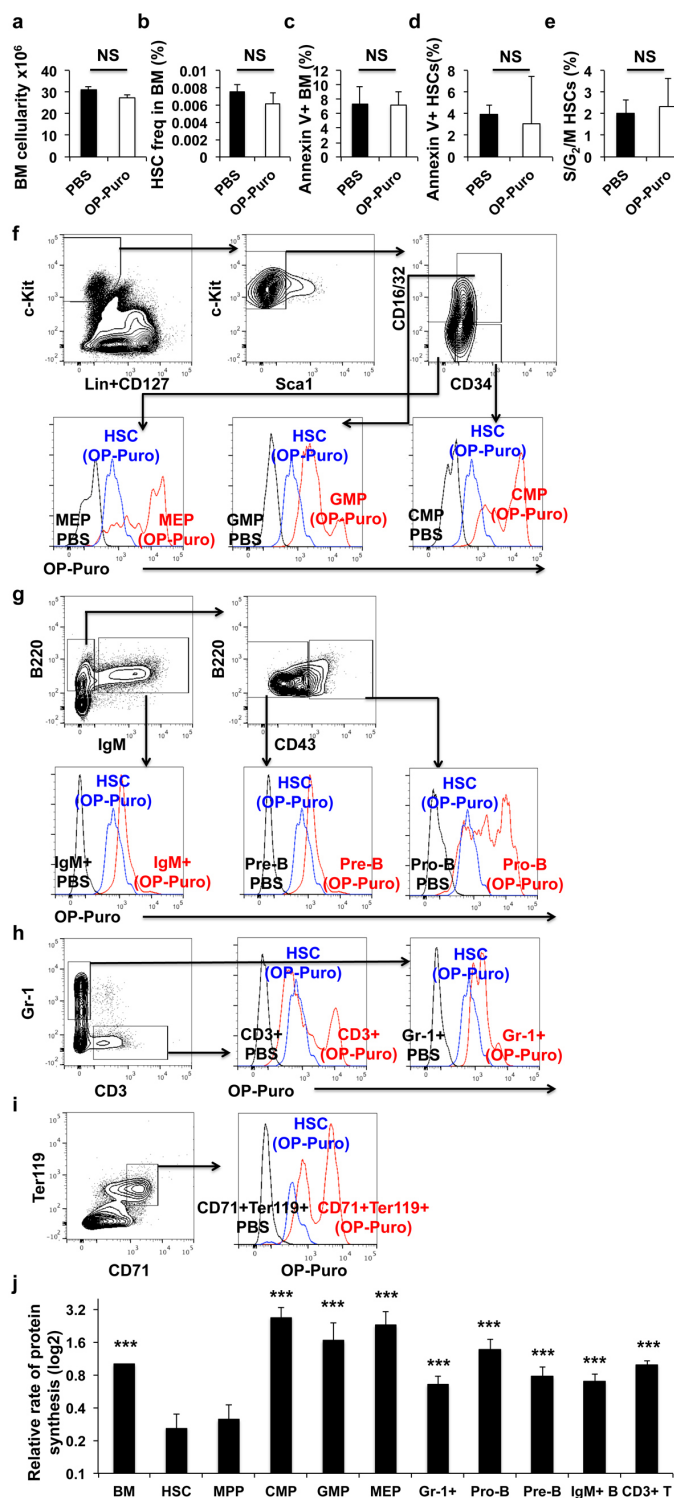 a
BM cellularity x10⁶
NS
40
30
20
10
0
PBS
OP-Puro
b
HSC freq in BM (%)
NS
0.01
0.008
0.006
0.004
0.002
0
PBS
OP-Puro
c
Annexin V+ BM (%)
NS
12
10
8
6
4
2
0
PBS
OP-Puro
d
Annexin V+ HSCs(%)
NS
8
6
4
2
0
PBS
OP-Puro
e
S/G₂/M HSCs (%)
NS
4
3
2
1
0
PBS
OP-Puro
f
c-Kit
Lin+CD127
c-Kit
Sca1
CD16/32
CD34
HSC
(OP-Puro)
MEP
PBS
MEP
(OP-Puro)
HSC
(OP-Puro)
GMP
PBS
GMP
(OP-Puro)
HSC
(OP-Puro)
CMP
PBS
CMP
(OP-Puro)
OP-Puro
g
B220
IgM
B220
CD43
HSC
(OP-Puro)
IgM+
PBS
IgM+
(OP-Puro)
HSC
(OP-Puro)
Pre-B
PBS
Pre-B
(OP-Puro)
HSC
(OP-Puro)
Pro-B
PBS
Pro-B
(OP-Puro)
OP-Puro
h
Gr-1
CD3
HSC
(OP-Puro)
CD3+
PBS
CD3+
(OP-Puro)
HSC
(OP-Puro)
Gr-1+
PBS
Gr-1+
(OP-Puro)
OP-Puro
i
Ter119
CD71
HSC
(OP-Puro)
CD71+Ter119+
PBS
CD71+Ter119+
(OP-Puro)
OP-Puro
j
Relative rate of protein
synthesis (log2)
3.2
1.6
0.8
0.4
0.2
0.1
*** *** *** *** *** *** *** *** ***
BM HSC MPP CMP GMP MEP Gr-1+ Pro-B Pre-B IgM+ B CD3+ T